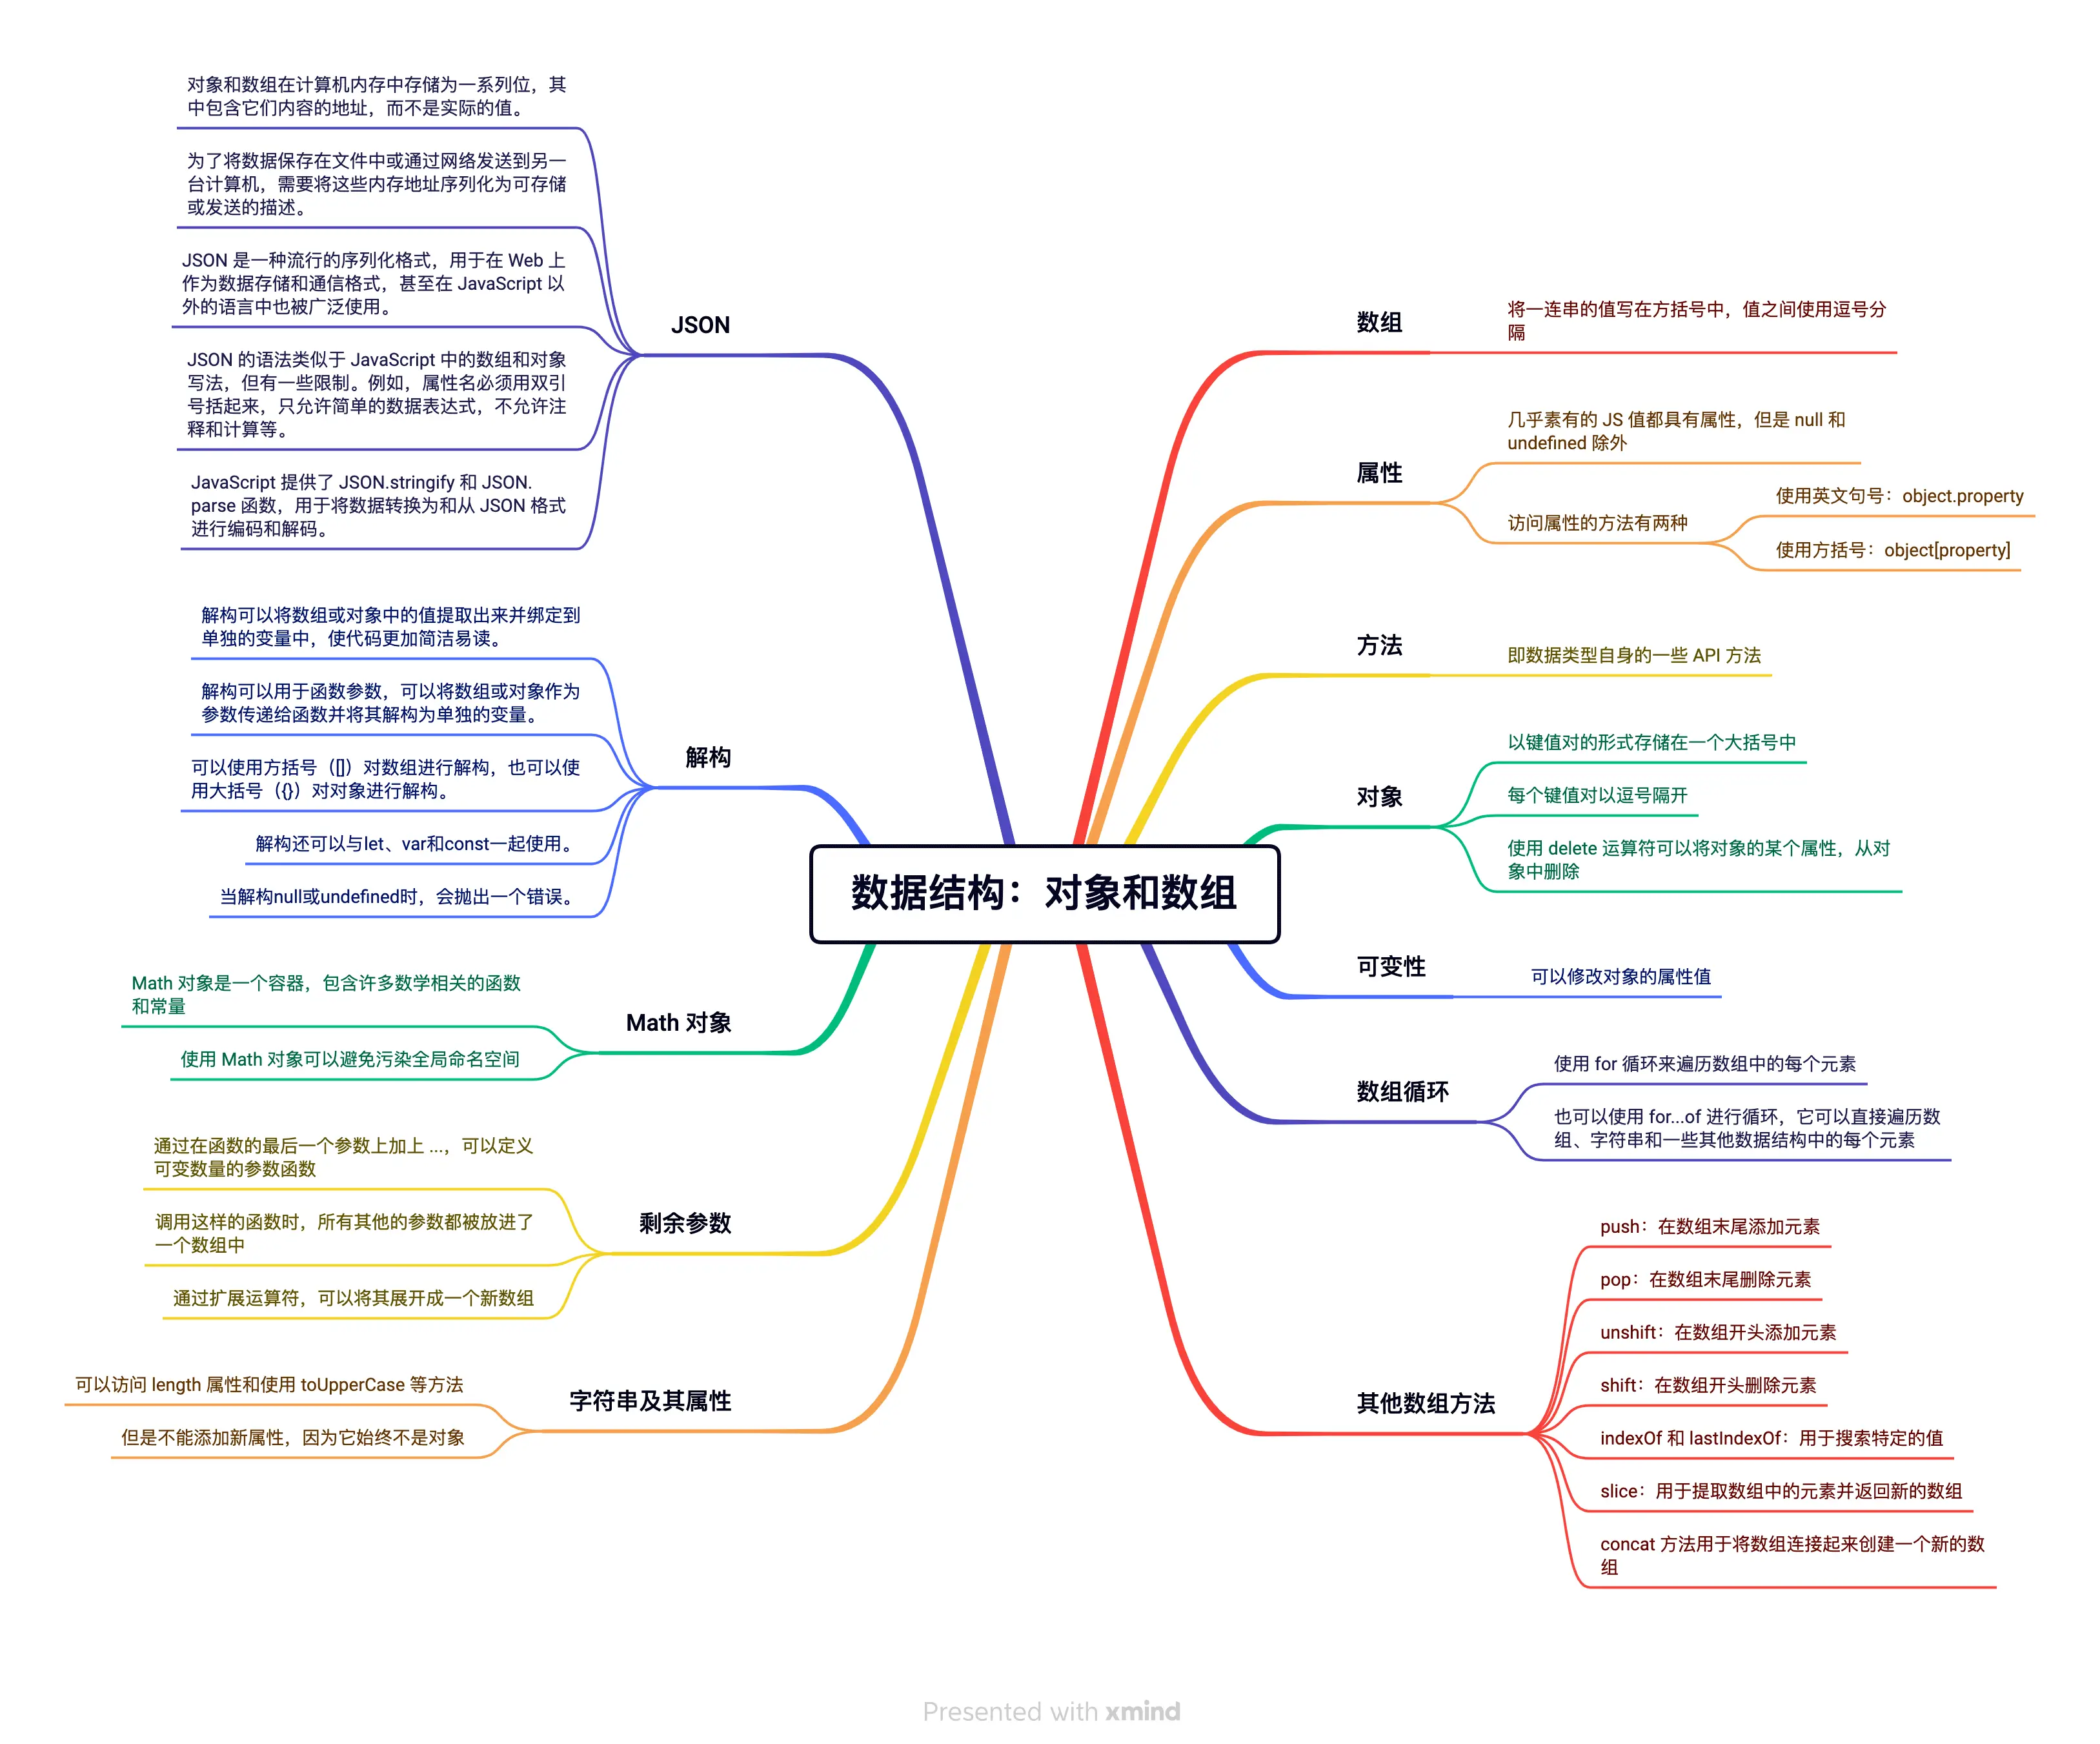 数据结构：对象和数组
数组
将一连串的值写在方括号中，值之间使用逗号分
隔
属性
几乎素有的 JS 值都具有属性，但是 null 和
undefined 除外
访问属性的方法有两种
使用英文句号：object.property
使用方括号：object[property]
方法
即数据类型自身的一些 API 方法
对象
以键值对的形式存储在一个大括号中
每个键值对以逗号隔开
使用 delete 运算符可以将对象的某个属性，从对
象中删除
可变性
可以修改对象的属性值
数组循环
使用 for 循环来遍历数组中的每个元素
也可以使用 for...of 进行循环，它可以直接遍历数
组、字符串和一些其他数据结构中的每个元素
其他数组方法
push：在数组末尾添加元素
pop：在数组末尾删除元素
unshift：在数组开头添加元素
shift：在数组开头删除元素
indexOf 和 lastIndexOf：用于搜索特定的值
slice：用于提取数组中的元素并返回新的数组
concat 方法用于将数组连接起来创建一个新的数
组
JSON
对象和数组在计算机内存中存储为一系列位，其
中包含它们内容的地址，而不是实际的值。
为了将数据保存在文件中或通过网络发送到另一
台计算机，需要将这些内存地址序列化为可存储
或发送的描述。
JSON 是一种流行的序列化格式，用于在 Web 上
作为数据存储和通信格式，甚至在 JavaScript 以
外的语言中也被广泛使用。
JSON 的语法类似于 JavaScript 中的数组和对象
写法，但有一些限制。例如，属性名必须用双引
号括起来，只允许简单的数据表达式，不允许注
释和计算等。
JavaScript 提供了 JSON.stringify 和 JSON.
parse 函数，用于将数据转换为和从 JSON 格式
进行编码和解码。
解构
解构可以将数组或对象中的值提取出来并绑定到
单独的变量中，使代码更加简洁易读。
解构可以用于函数参数，可以将数组或对象作为
参数传递给函数并将其解构为单独的变量。
可以使用方括号（[]）对数组进行解构，也可以使
用大括号（{}）对对象进行解构。
解构还可以与let、var和const一起使用。
当解构null或undefined时，会抛出一个错误。
Math 对象
Math 对象是一个容器，包含许多数学相关的函数
和常量
使用 Math 对象可以避免污染全局命名空间
剩余参数
通过在函数的最后一个参数上加上 ...，可以定义
可变数量的参数函数
调用这样的函数时，所有其他的参数都被放进了
一个数组中
通过扩展运算符，可以将其展开成一个新数组
字符串及其属性
可以访问 length 属性和使用 toUpperCase 等方法
但是不能添加新属性，因为它始终不是对象
Presented with xmind